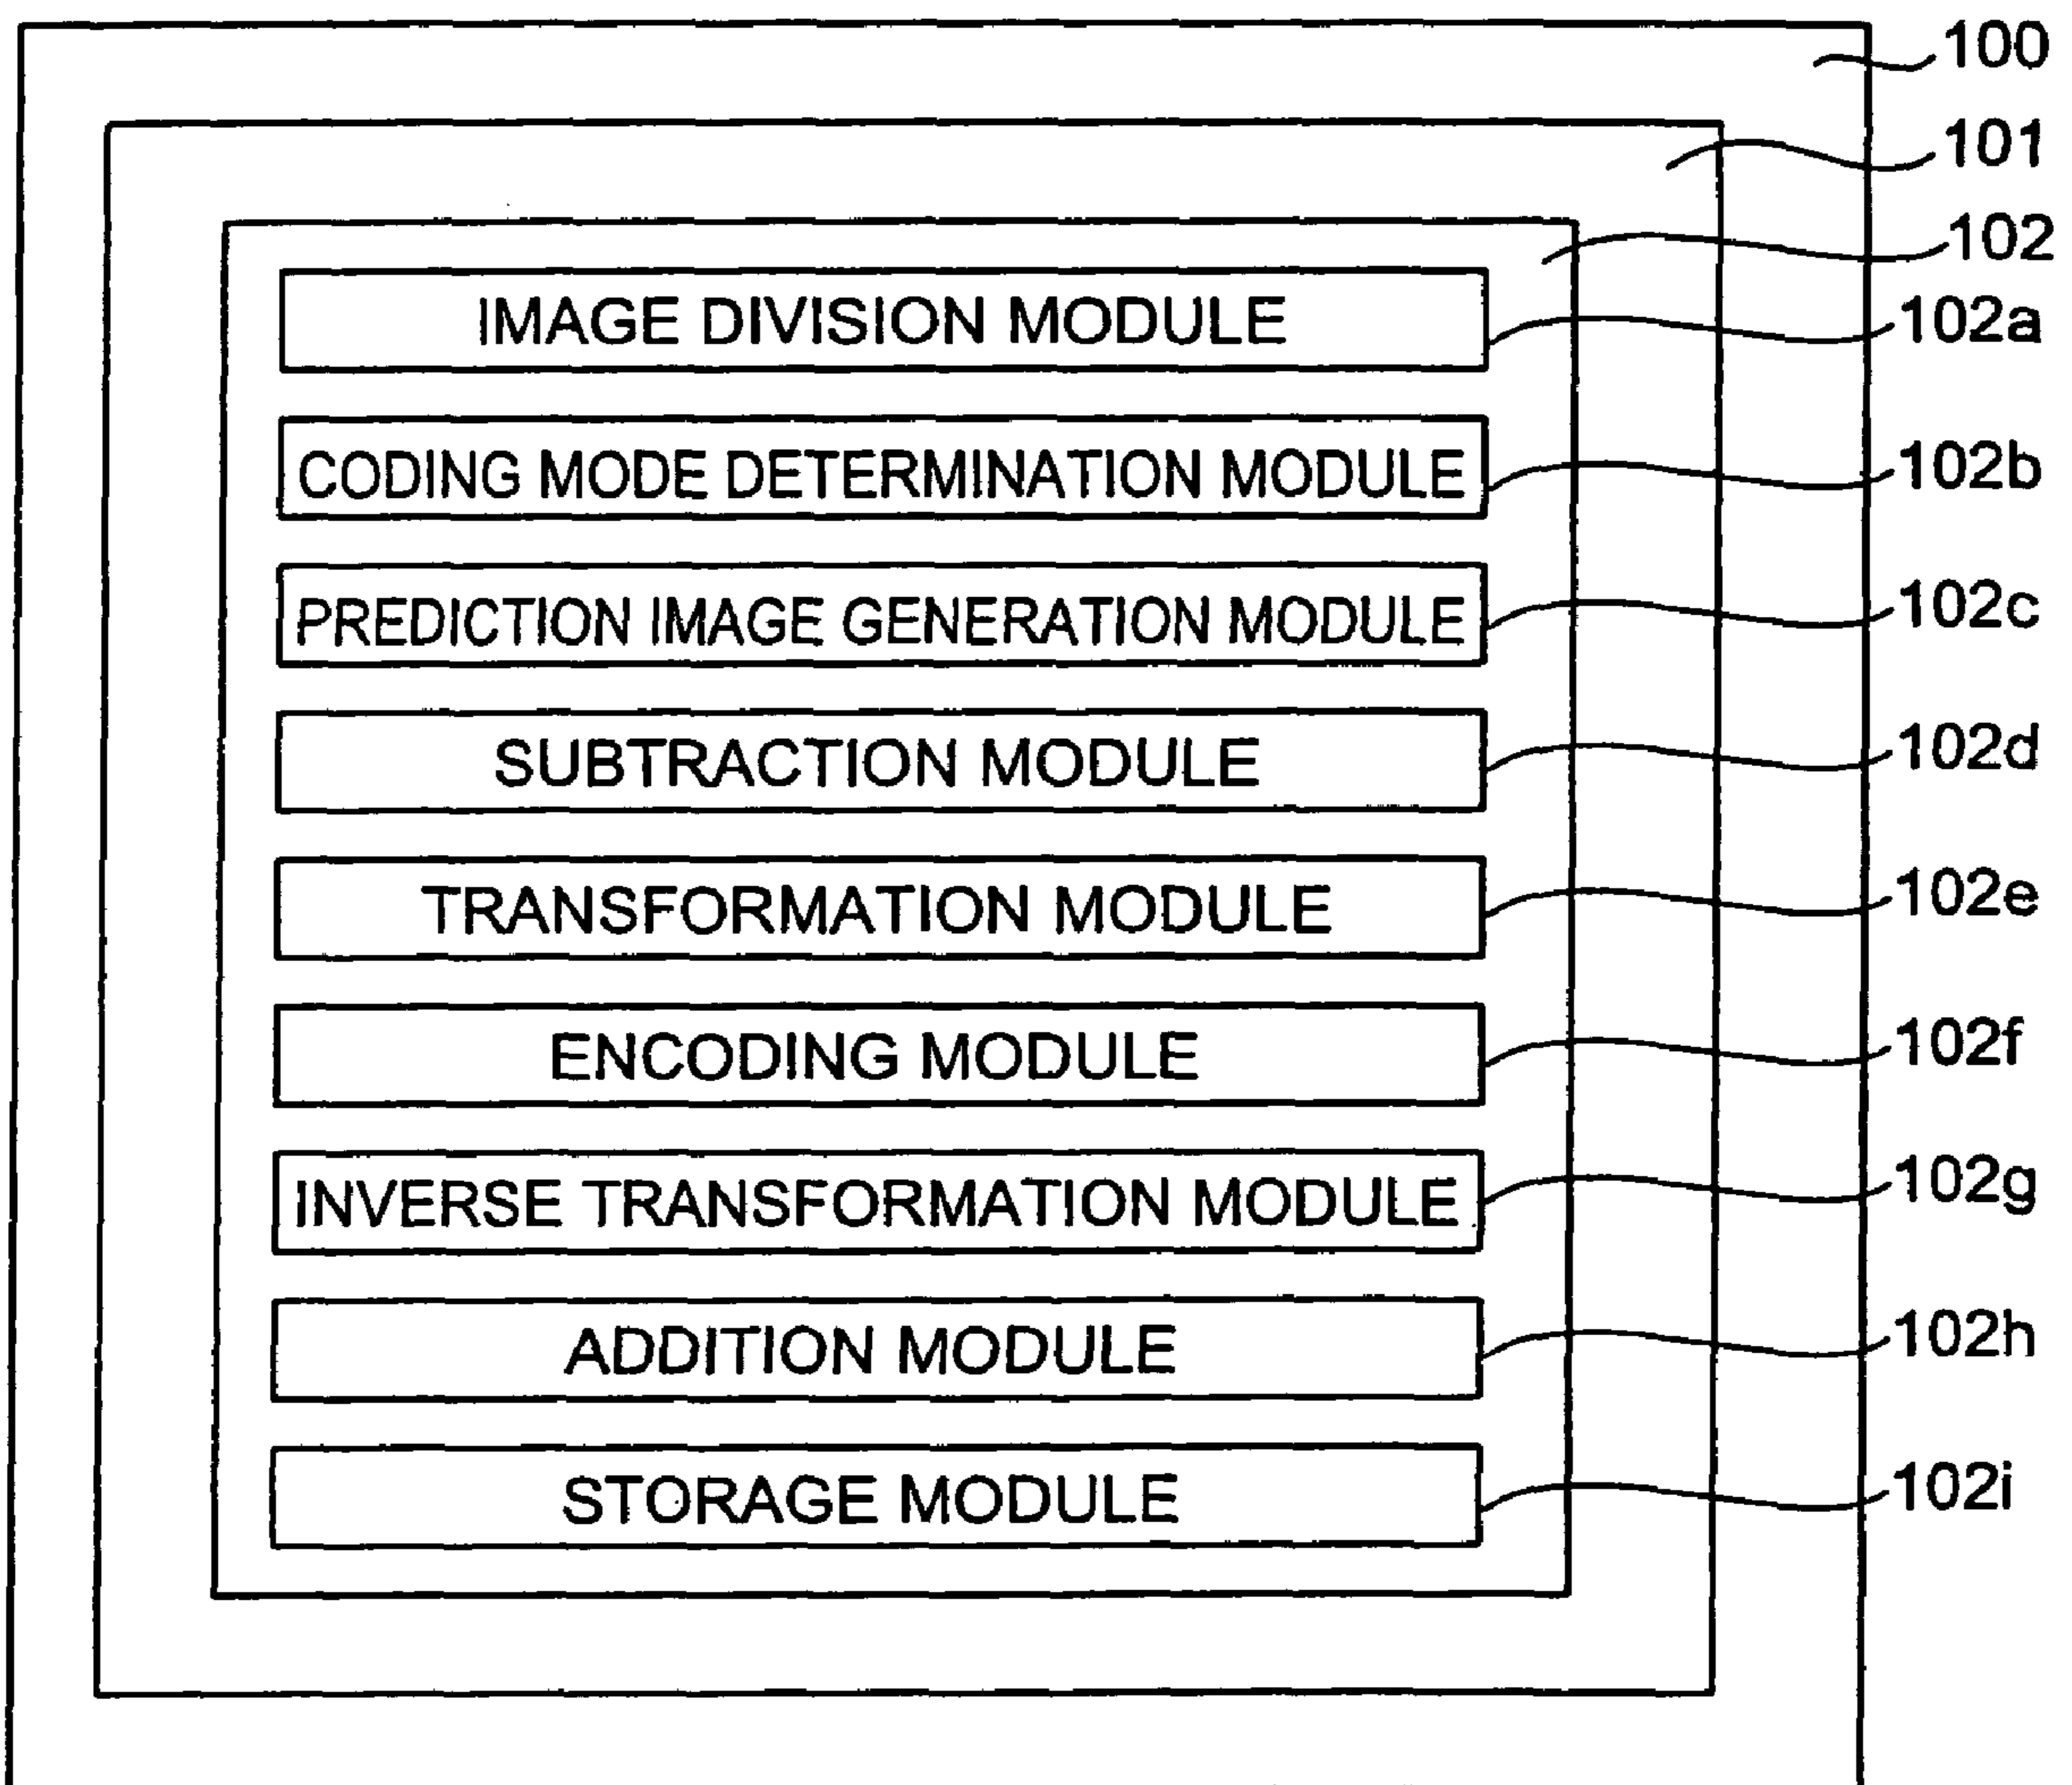 100
101
102
IMAGE DIVISION MODULE 102a
CODING MODE DETERMINATION MODULE 102b
PREDICTION IMAGE GENERATION MODULE 102c
SUBTRACTION MODULE 102d
TRANSFORMATION MODULE 102e
ENCODING MODULE 102f
INVERSE TRANSFORMATION MODULE 102g
ADDITION MODULE 102h
STORAGE MODULE 102i